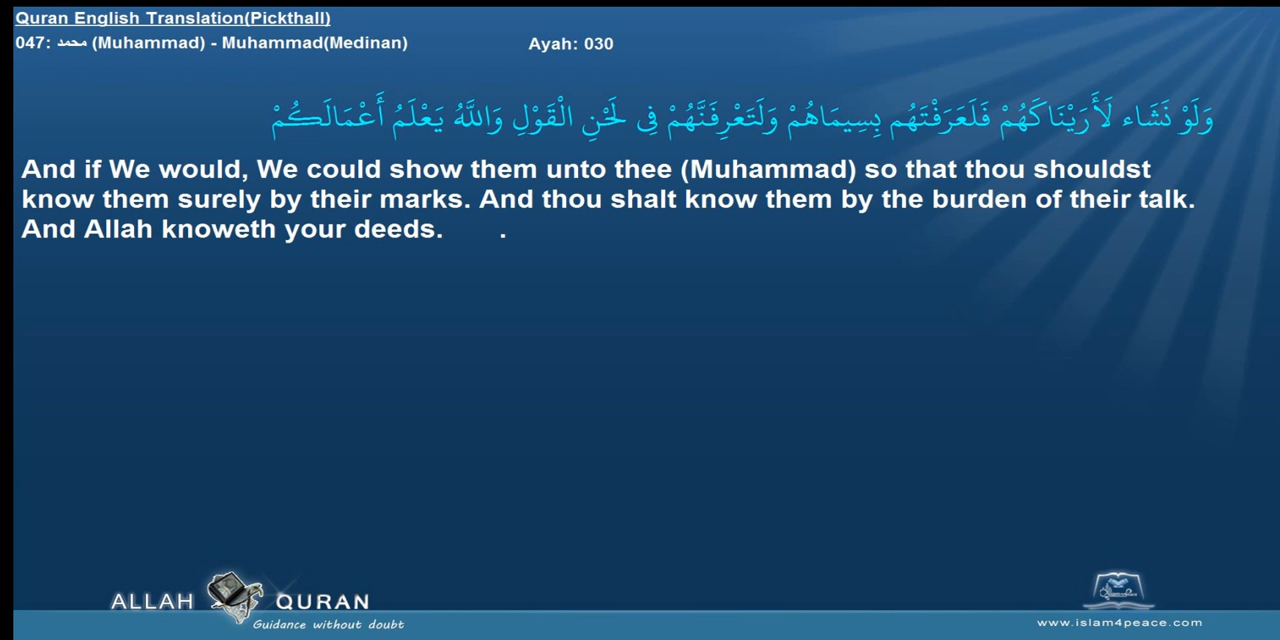 Quran English Translation(Pickthall)
047: محمد (Muhammad) - Muhammad(Medinan)
Ayah: 030
وَلَوْ نَشَاء لَأَرَيْنَاكَهُمْ فَلَعَرَفْتَهُم بِسِيمَاهُمْ وَلَتَعْرِفَنَّهُمْ فِي لَحْنِ الْقَوْلِ وَاللَّهُ يَعْلَمُ أَعْمَالَكُمْ
And if We would, We could show them unto thee (Muhammad) so that thou shouldst
know them surely by their marks. And thou shalt know them by the burden of their talk.
And Allah knoweth your deeds. .
ALLAH QURAN
Guidance without doubt
www.islam4peace.com